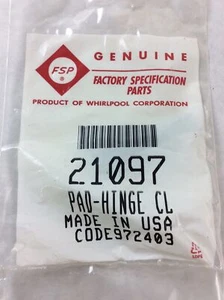 FSP
GENUINE
FACTORY SPECIFICATION
PARTS
PRODUCT OF WHIRLPOOL CORPORATION
21097
PAD-HINGE CL
MADE IN USA
CODE972403